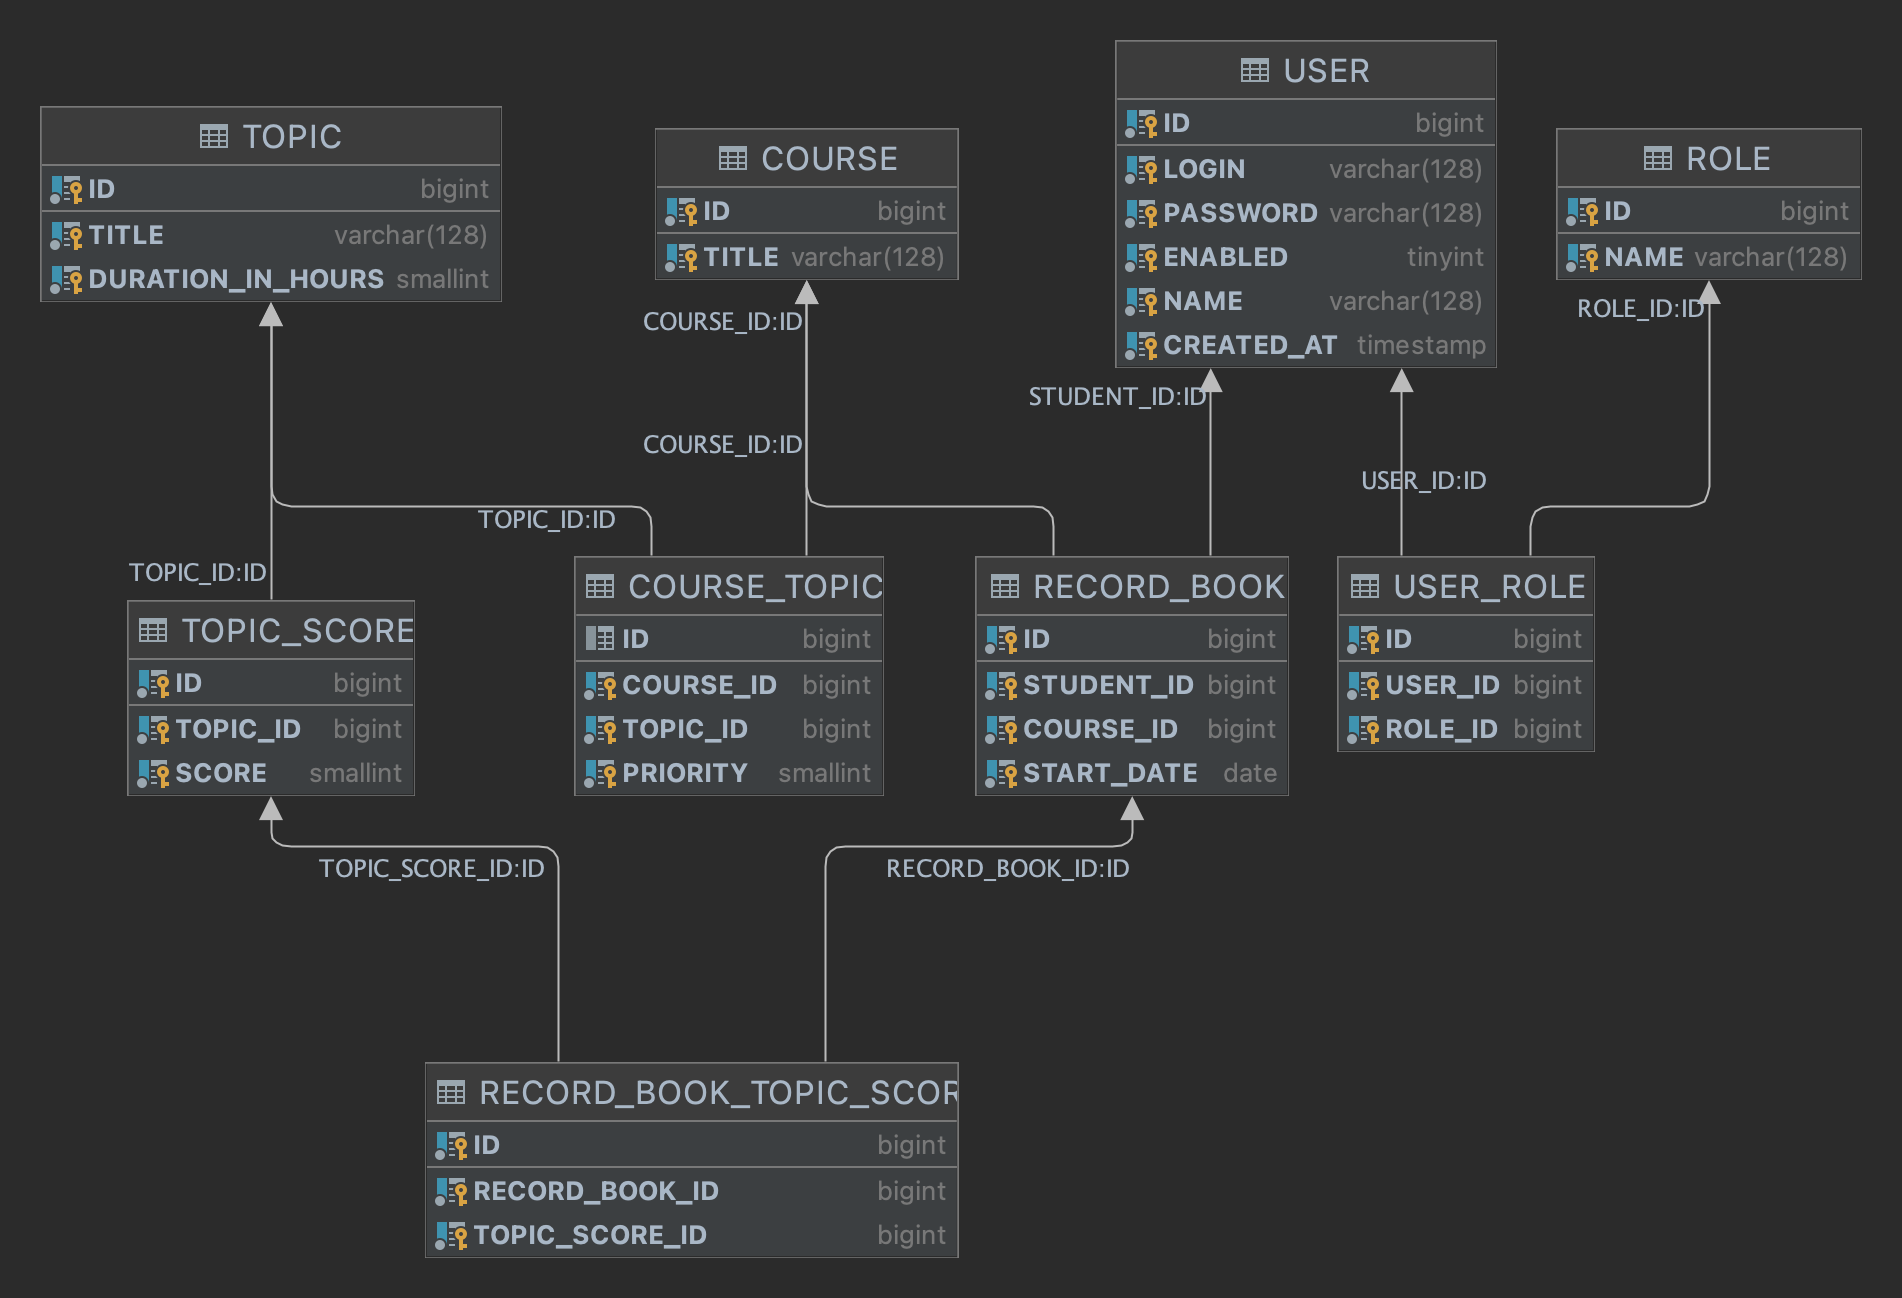 TOPIC
ID bigint
TITLE varchar(128)
DURATION_IN_HOURS smallint
COURSE
ID bigint
TITLE varchar(128)
USER
ID bigint
LOGIN varchar(128)
PASSWORD varchar(128)
ENABLED tinyint
NAME varchar(128)
CREATED_AT timestamp
ROLE
ID bigint
NAME varchar(128)
COURSE_ID:ID
ROLE_ID:ID
STUDENT_ID:ID
COURSE_ID:ID
USER_ID:ID
TOPIC_ID:ID
TOPIC_ID:ID
TOPIC_SCORE
ID bigint
TOPIC_ID bigint
SCORE smallint
COURSE_TOPIC
ID bigint
COURSE_ID bigint
TOPIC_ID bigint
PRIORITY smallint
RECORD_BOOK
ID bigint
STUDENT_ID bigint
COURSE_ID bigint
START_DATE date
USER_ROLE
ID bigint
USER_ID bigint
ROLE_ID bigint
TOPIC_SCORE_ID:ID
RECORD_BOOK_ID:ID
RECORD_BOOK_TOPIC_SCOR
ID bigint
RECORD_BOOK_ID bigint
TOPIC_SCORE_ID bigint